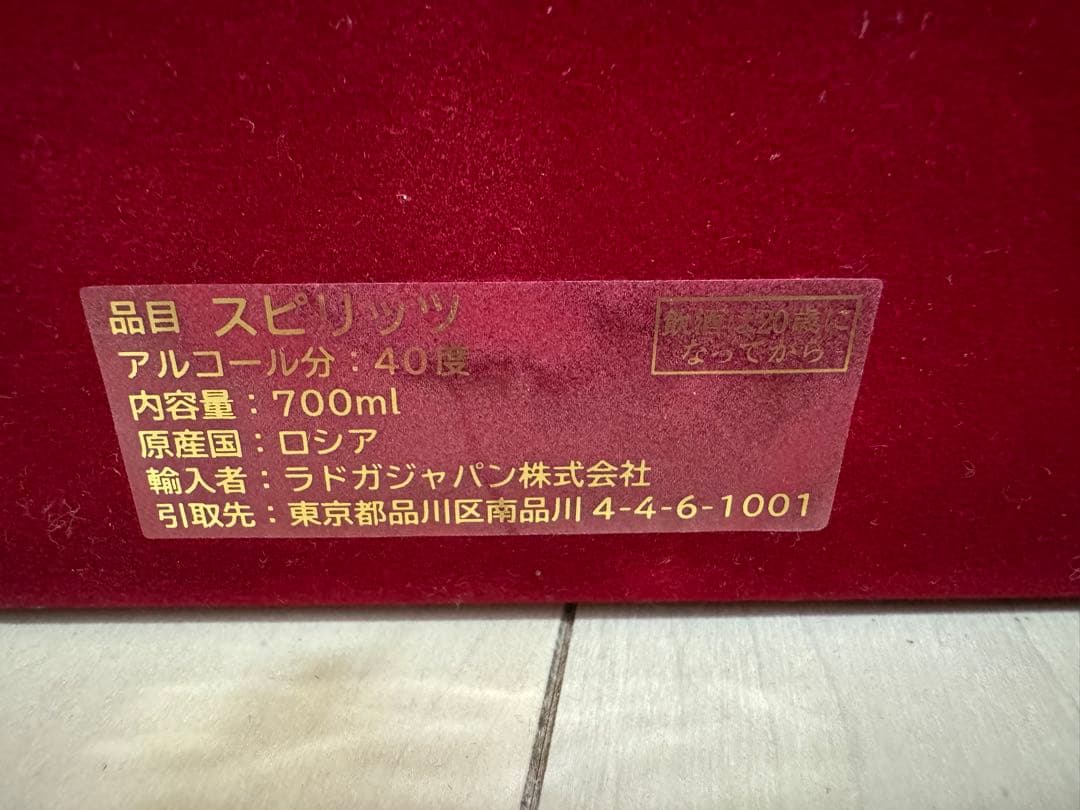 品目 スピリッツ
飲酒は20歳に
なってから
アルコール分：40度
内容量：700ml
原産国：ロシア
輸入者：ラドガジャパン株式会社
引取先：東京都品川区南品川4-4-6-1001